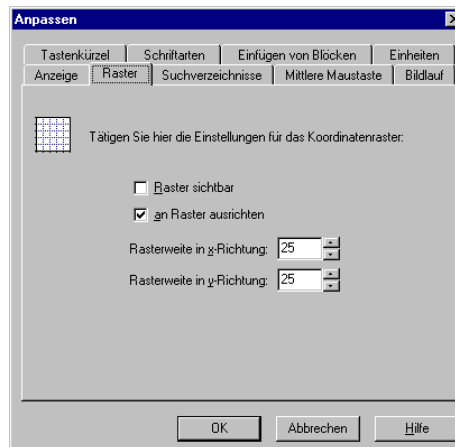 Anpassen
Tastenkürzel Schriftarten Einfügen von Blöcken Einheiten
Anzeige Raster Suchverzeichnisse Mittlere Maustaste Bildlauf
Tätigen Sie hier die Einstellungen für das Koordinatenraster:
Raster sichtbar
an Raster ausrichten
Rasterweite in x-Richtung: 25
Rasterweite in y-Richtung: 25
OK Abbrechen Hilfe